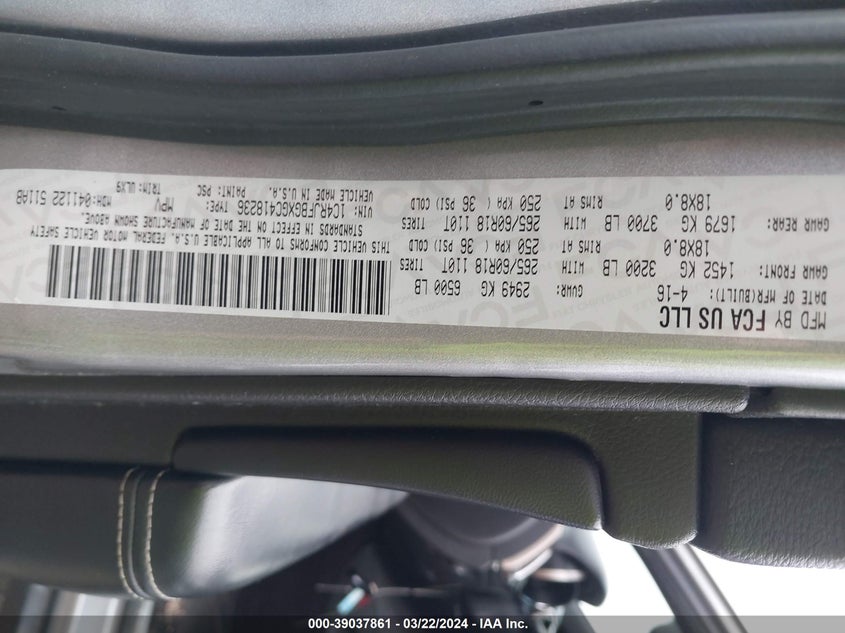 MFD BY FCA US LLC
DATE OF MFR(BUILT): 4-16 GVWR: 2949 KG 6500 LB
GAWR FRONT: 1452 KG 3200 LB WITH 265/60R18 110T TIRES
18X8.0 RIMS AT 250 KPA ( 36 PSI) COLD
GAWR REAR: 1679 KG 3700 LB WITH 265/60R18 110T TIRES
18X8.0 RIMS AT 250 KPA ( 36 PSI) COLD
THIS VEHICLE CONFORMS TO ALL APPLICABLE U.S.A. FEDERAL MOTOR VEHICLE SAFETY
STANDARDS IN EFFECT ON THE DATE OF MANUFACTURE SHOWN ABOVE.
VIN: 1C4RJFBGXGC418236 TYPE: MPV MDH:041122 511AB
VEHICLE MADE IN U.S.A. PAINT: PSC TRIM: ULX9
000-39037861 - 03/22/2024 - IAA Inc.